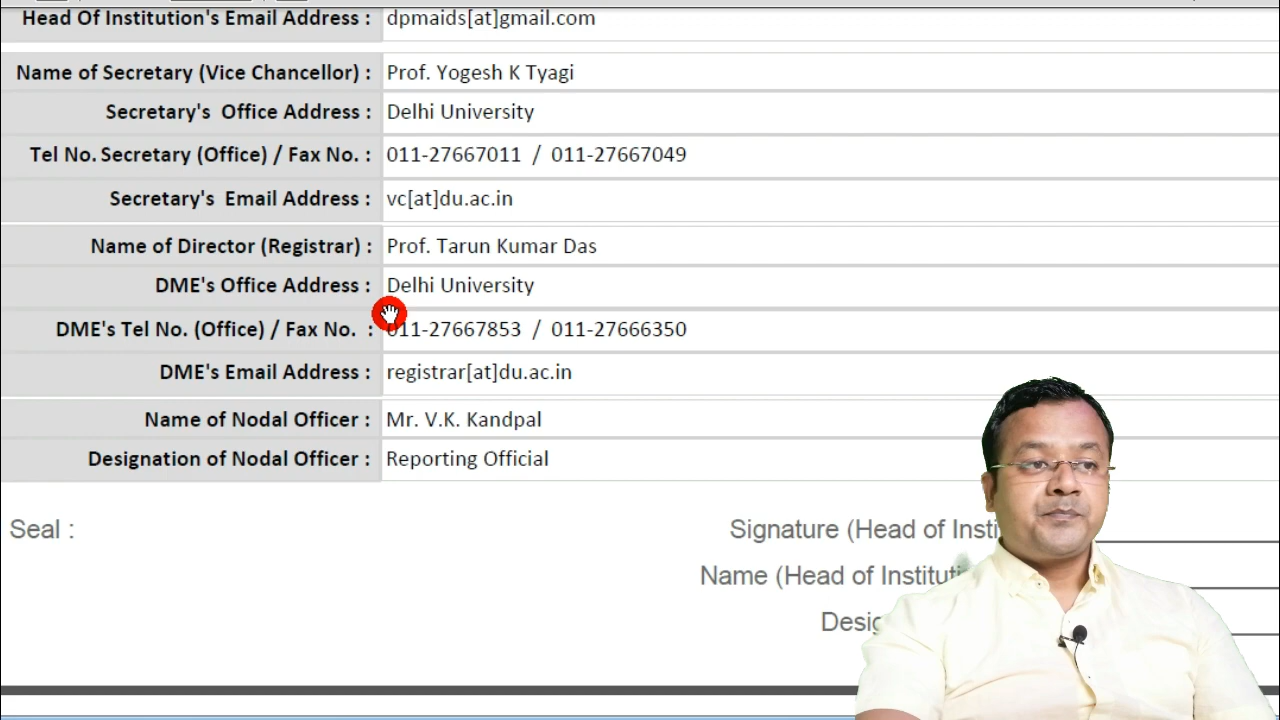 Head Of Institution's Email Address : dpmaids[at]gmail.com
Name of Secretary (Vice Chancellor) : Prof. Yogesh K Tyagi
Secretary's Office Address : Delhi University
Tel No. Secretary (Office) / Fax No. : 011-27667011 / 011-27667049
Secretary's Email Address : vc[at]du.ac.in
Name of Director (Registrar) : Prof. Tarun Kumar Das
DME's Office Address : Delhi University
DME's Tel No. (Office) / Fax No. : 011-27667853 / 011-27666350
DME's Email Address : registrar[at]du.ac.in
Name of Nodal Officer : Mr. V.K. Kandpal
Designation of Nodal Officer : Reporting Official
Seal : Signature (Head of Insti
Name (Head of Instituti
Desig